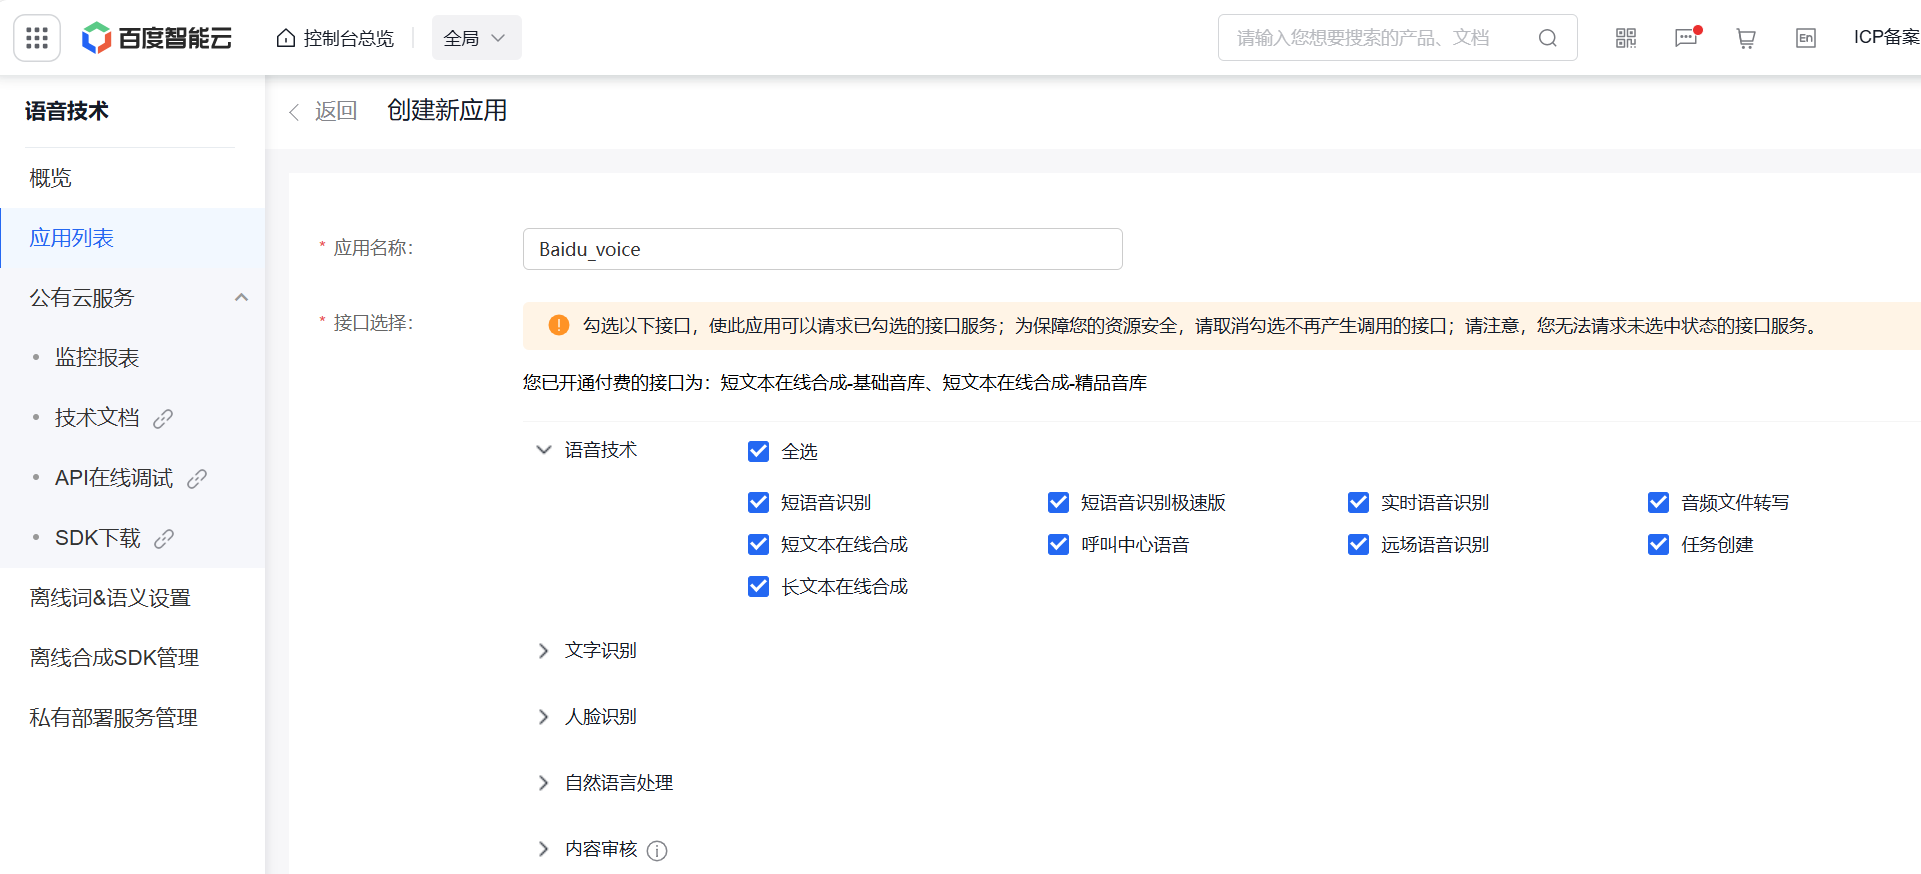 百度智能云
控制台总览
全局
请输入您想要搜索的产品、文档
En
ICP备案
语音技术
概览
应用列表
公有云服务
监控报表
技术文档
API在线调试
SDK下载
离线词&语义设置
离线合成SDK管理
私有部署服务管理
返回 创建新应用
* 应用名称: Baidu_voice
* 接口选择: 勾选以下接口，使此应用可以请求已勾选的接口服务；为保障您的资源安全，请取消勾选不再产生调用的接口；请注意，您无法请求未选中状态的接口服务。
您已开通付费的接口为：短文本在线合成-基础音库、短文本在线合成-精品音库
语音技术 全选
短语音识别 短语音识别极速版 实时语音识别 音频文件转写
短文本在线合成 呼叫中心语音 远场语音识别 任务创建
长文本在线合成
文字识别
人脸识别
自然语言处理
内容审核